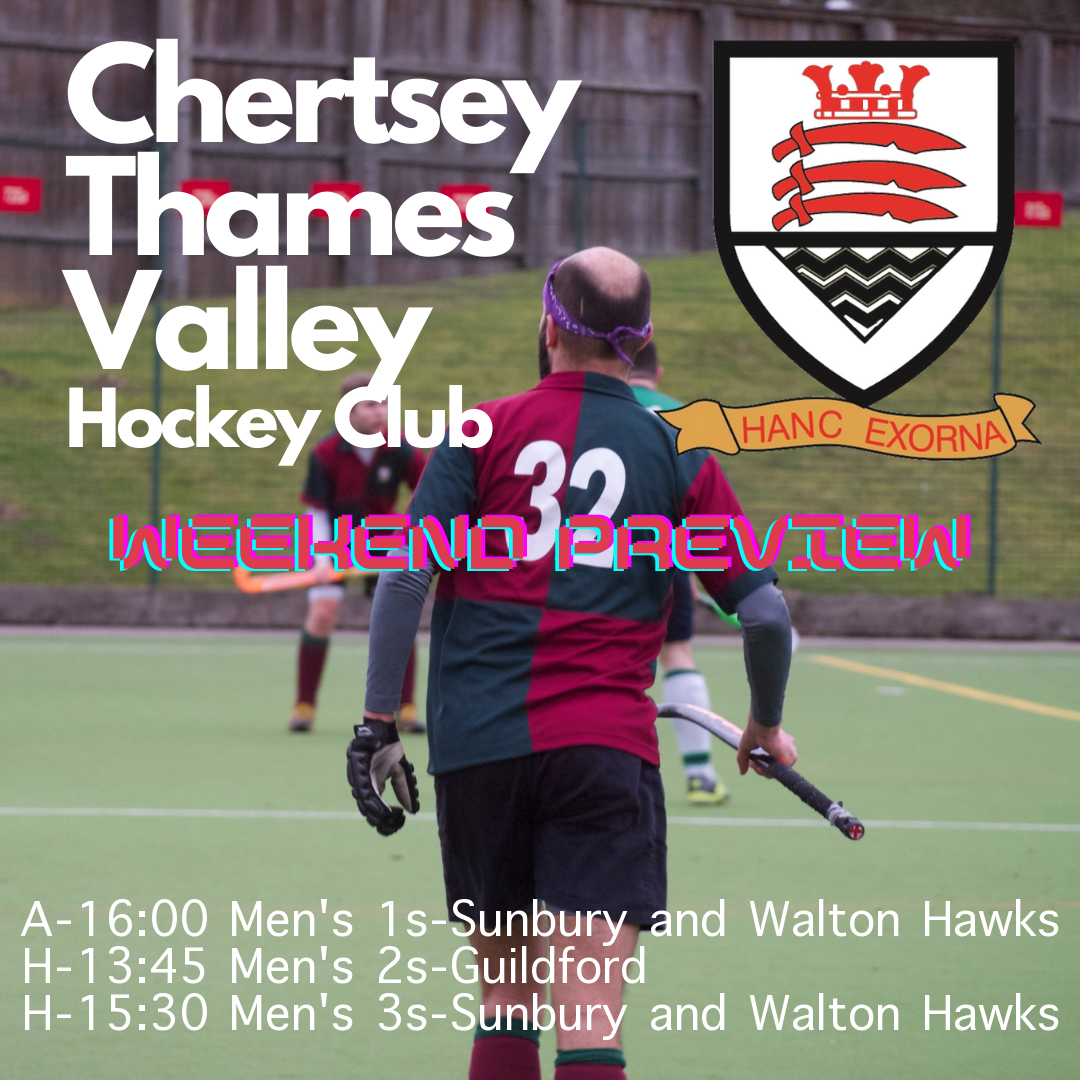 Chertsey
Thames
Valley
Hockey Club
HANC EXORNA
32
WEEKEND PREVIEW
A-16:00 Men's 1s-Sunbury and Walton Hawks
H-13:45 Men's 2s-Guildford
H-15:30 Men's 3s-Sunbury and Walton Hawks